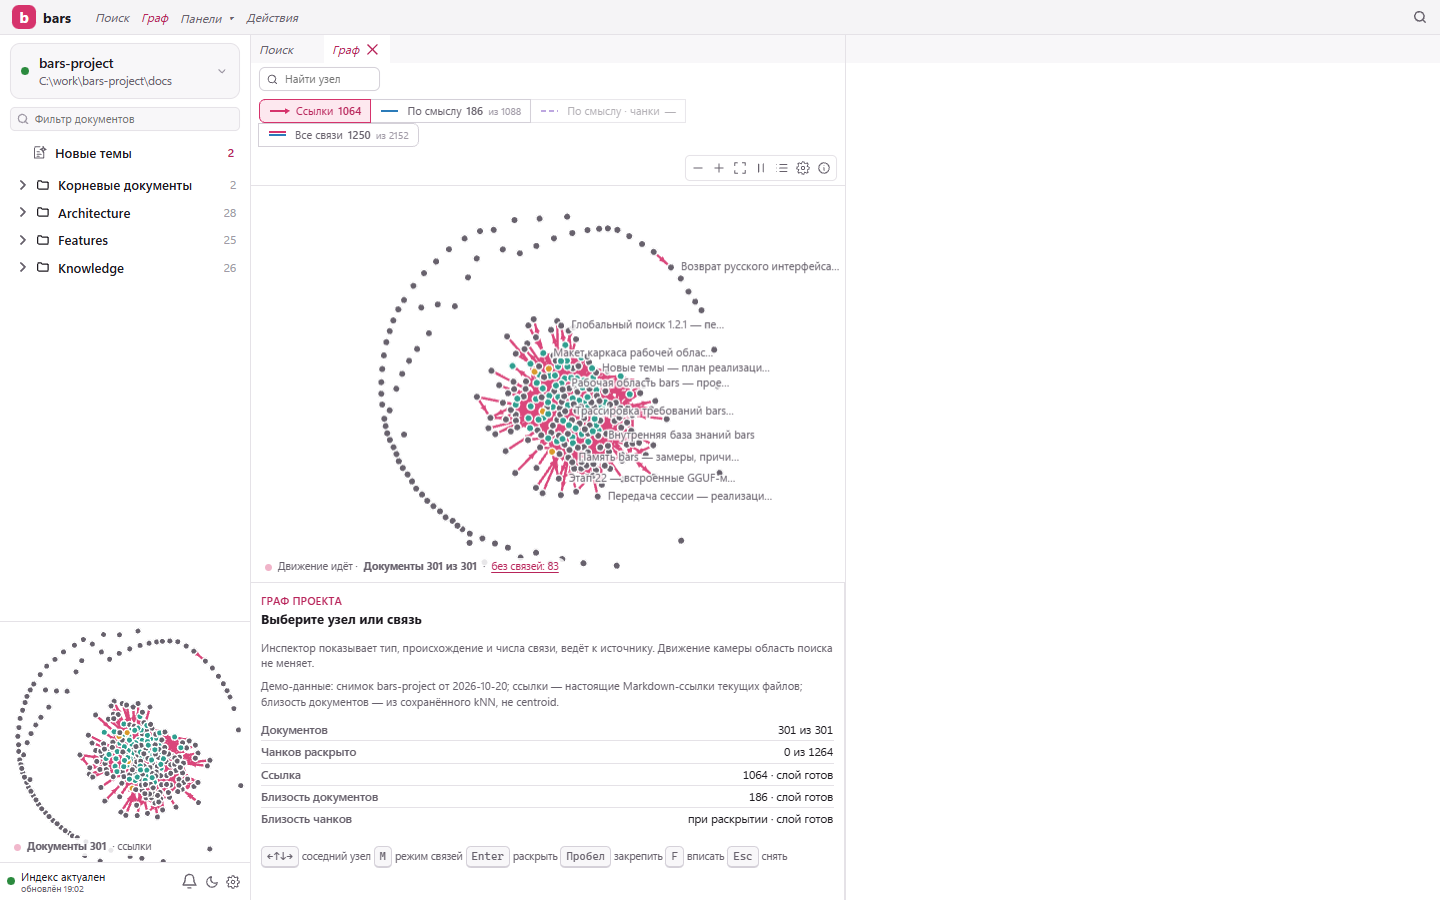 b bars Поиск Граф Панели Действия
bars-project
C:\work\bars-project\docs
Фильтр документов
Новые темы 2
Корневые документы 2
Architecture 28
Features 25
Knowledge 26
Документы 301 · ссылки
Индекс актуален
обновлён 19:02
Поиск Граф
Найти узел
Ссылки 1064 По смыслу 186 из 1088 По смыслу · чанки —
Все связи 1250 из 2152
Возврат русского интерфейса...
Глобальный поиск 1.2.1 — пе...
Макет каркаса рабочей облас...
Новые темы — план реализаци...
Рабочая область bars — прое...
Трассировка требований bars...
Внутренняя база знаний bars
Память bars — замеры, причи...
Этап 22 — встроенные GGUF-м...
Передача сессии — реализаци...
Движение идёт · Документы 301 из 301 · без связей: 83
ГРАФ ПРОЕКТА
Выберите узел или связь
Инспектор показывает тип, происхождение и числа связи, ведёт к источнику. Движение камеры область поиска
не меняет.
Демо-данные: снимок bars-project от 2026-10-20; ссылки — настоящие Markdown-ссылки текущих файлов;
близость документов — из сохранённого kNN, не centroid.
Документы 301 из 301
Чанков раскрыто 0 из 1264
Ссылка 1064 · слой готов
Близость документов 186 · слой готов
Близость чанков при раскрытии · слой готов
←↑↓→ соседний узел M режим связей Enter раскрыть Пробел закрепить F вписать Esc снять